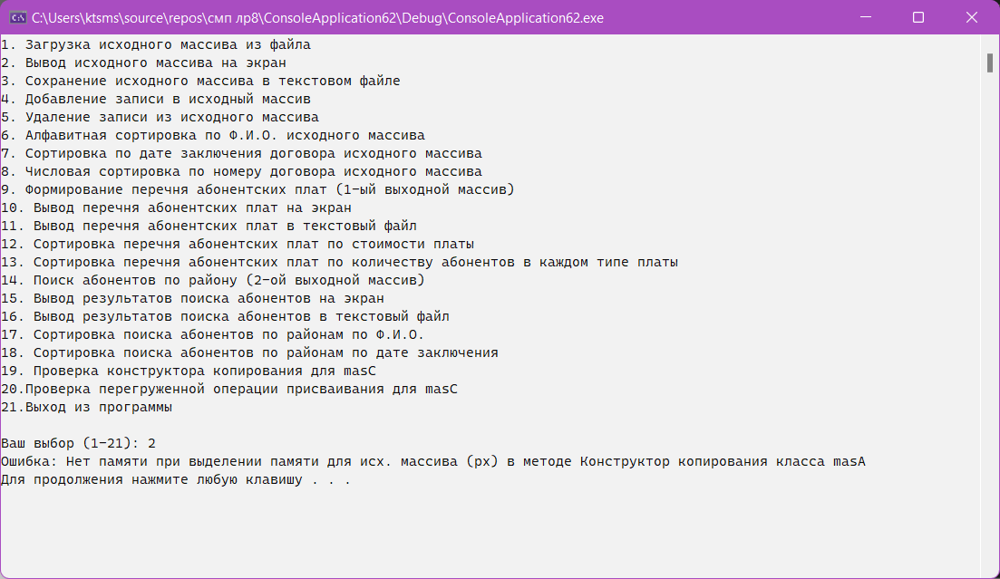 C:\Users\ktsms\source\repos\смп лр8\ConsoleApplication62\Debug\ConsoleApplication62.exe
1. Загрузка исходного массива из файла
2. Вывод исходного массива на экран
3. Сохранение исходного массива в текстовом файле
4. Добавление записи в исходный массив
5. Удаление записи из исходного массива
6. Алфавитная сортировка по Ф.И.О. исходного массива
7. Сортировка по дате заключения договора исходного массива
8. Числовая сортировка по номеру договора исходного массива
9. Формирование перечня абонентских плат (1-ый выходной массив)
10. Вывод перечня абонентских плат на экран
11. Вывод перечня абонентских плат в текстовый файл
12. Сортировка перечня абонентских плат по стоимости платы
13. Сортировка перечня абонентских плат по количеству абонентов в каждом типе платы
14. Поиск абонентов по району (2-ой выходной массив)
15. Вывод результатов поиска абонентов на экран
16. Вывод результатов поиска абонентов в текстовый файл
17. Сортировка поиска абонентов по районам по Ф.И.О.
18. Сортировка поиска абонентов по районам по дате заключения
19. Проверка конструктора копирования для masC
20.Проверка перегруженной операции присваивания для masC
21.Выход из программы
Ваш выбор (1-21): 2
Ошибка: Нет памяти при выделении памяти для исх. массива (px) в методе Конструктор копирования класса masA
Для продолжения нажмите любую клавишу . . .